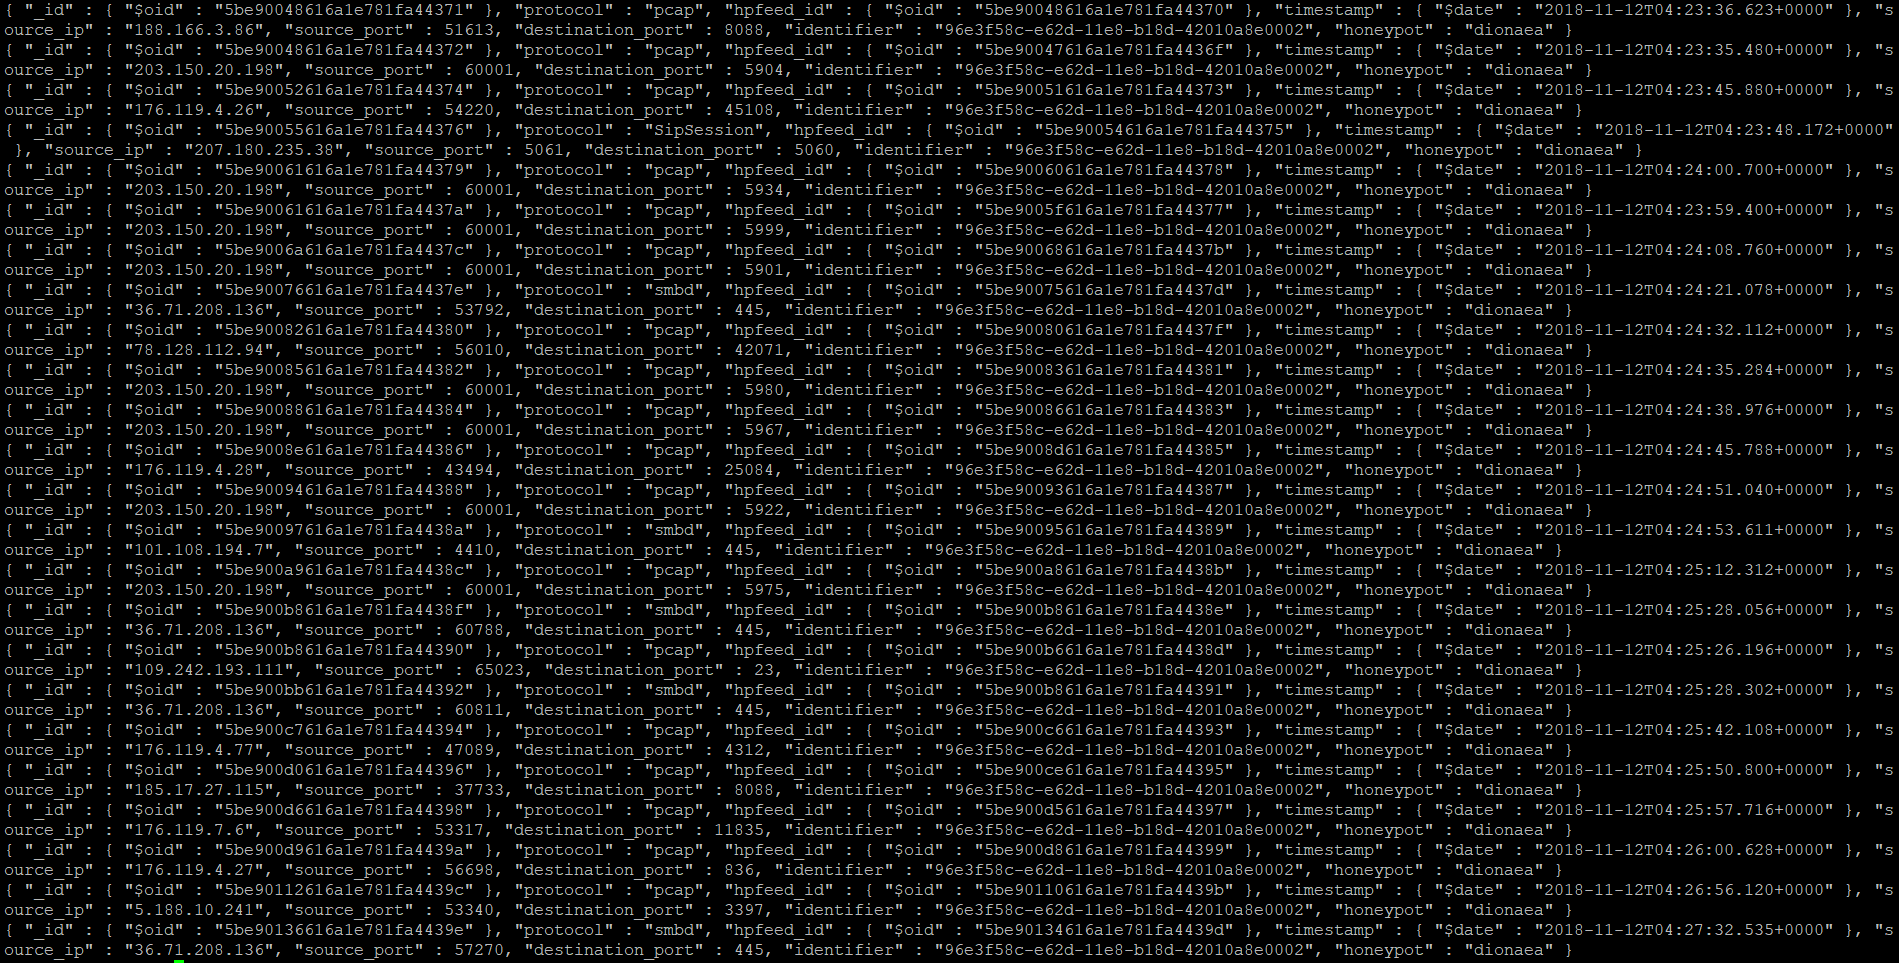 { "_id" : { "$oid" : "5be90048616a1e781fa44371" }, "protocol" : "pcap", "hpfeed_id" : { "$oid" : "5be90048616a1e781fa44370" }, "timestamp" : { "$date" : "2018-11-12T04:23:36.623+0000" }, "s
ource_ip" : "188.166.3.86", "source_port" : 51613, "destination_port" : 8088, "identifier" : "96e3f58c-e62d-11e8-b18d-42010a8e0002", "honeypot" : "dionaea" }
{ "_id" : { "$oid" : "5be90048616a1e781fa44372" }, "protocol" : "pcap", "hpfeed_id" : { "$oid" : "5be90047616a1e781fa4436f" }, "timestamp" : { "$date" : "2018-11-12T04:23:35.480+0000" }, "s
ource_ip" : "203.150.20.198", "source_port" : 60001, "destination_port" : 5904, "identifier" : "96e3f58c-e62d-11e8-b18d-42010a8e0002", "honeypot" : "dionaea" }
{ "_id" : { "$oid" : "5be90052616a1e781fa44374" }, "protocol" : "pcap", "hpfeed_id" : { "$oid" : "5be90051616a1e781fa44373" }, "timestamp" : { "$date" : "2018-11-12T04:23:45.880+0000" }, "s
ource_ip" : "176.119.4.26", "source_port" : 54220, "destination_port" : 45108, "identifier" : "96e3f58c-e62d-11e8-b18d-42010a8e0002", "honeypot" : "dionaea" }
{ "_id" : { "$oid" : "5be90055616a1e781fa44376" }, "protocol" : "SipSession", "hpfeed_id" : { "$oid" : "5be90054616a1e781fa44375" }, "timestamp" : { "$date" : "2018-11-12T04:23:48.172+0000"
 }, "source_ip" : "207.180.235.38", "source_port" : 5061, "destination_port" : 5060, "identifier" : "96e3f58c-e62d-11e8-b18d-42010a8e0002", "honeypot" : "dionaea" }
{ "_id" : { "$oid" : "5be90061616a1e781fa44379" }, "protocol" : "pcap", "hpfeed_id" : { "$oid" : "5be90060616a1e781fa44378" }, "timestamp" : { "$date" : "2018-11-12T04:24:00.700+0000" }, "s
ource_ip" : "203.150.20.198", "source_port" : 60001, "destination_port" : 5934, "identifier" : "96e3f58c-e62d-11e8-b18d-42010a8e0002", "honeypot" : "dionaea" }
{ "_id" : { "$oid" : "5be90061616a1e781fa4437a" }, "protocol" : "pcap", "hpfeed_id" : { "$oid" : "5be9005f616a1e781fa44377" }, "timestamp" : { "$date" : "2018-11-12T04:23:59.400+0000" }, "s
ource_ip" : "203.150.20.198", "source_port" : 60001, "destination_port" : 5999, "identifier" : "96e3f58c-e62d-11e8-b18d-42010a8e0002", "honeypot" : "dionaea" }
{ "_id" : { "$oid" : "5be9006a616a1e781fa4437c" }, "protocol" : "pcap", "hpfeed_id" : { "$oid" : "5be90068616a1e781fa4437b" }, "timestamp" : { "$date" : "2018-11-12T04:24:08.760+0000" }, "s
ource_ip" : "203.150.20.198", "source_port" : 60001, "destination_port" : 5901, "identifier" : "96e3f58c-e62d-11e8-b18d-42010a8e0002", "honeypot" : "dionaea" }
{ "_id" : { "$oid" : "5be90076616a1e781fa4437e" }, "protocol" : "smbd", "hpfeed_id" : { "$oid" : "5be90075616a1e781fa4437d" }, "timestamp" : { "$date" : "2018-11-12T04:24:21.078+0000" }, "s
ource_ip" : "36.71.208.136", "source_port" : 53792, "destination_port" : 445, "identifier" : "96e3f58c-e62d-11e8-b18d-42010a8e0002", "honeypot" : "dionaea" }
{ "_id" : { "$oid" : "5be90082616a1e781fa44380" }, "protocol" : "pcap", "hpfeed_id" : { "$oid" : "5be90080616a1e781fa4437f" }, "timestamp" : { "$date" : "2018-11-12T04:24:32.112+0000" }, "s
ource_ip" : "78.128.112.94", "source_port" : 56010, "destination_port" : 42071, "identifier" : "96e3f58c-e62d-11e8-b18d-42010a8e0002", "honeypot" : "dionaea" }
{ "_id" : { "$oid" : "5be90085616a1e781fa44382" }, "protocol" : "pcap", "hpfeed_id" : { "$oid" : "5be90083616a1e781fa44381" }, "timestamp" : { "$date" : "2018-11-12T04:24:35.284+0000" }, "s
ource_ip" : "203.150.20.198", "source_port" : 60001, "destination_port" : 5980, "identifier" : "96e3f58c-e62d-11e8-b18d-42010a8e0002", "honeypot" : "dionaea" }
{ "_id" : { "$oid" : "5be90088616a1e781fa44384" }, "protocol" : "pcap", "hpfeed_id" : { "$oid" : "5be90086616a1e781fa44383" }, "timestamp" : { "$date" : "2018-11-12T04:24:38.976+0000" }, "s
ource_ip" : "203.150.20.198", "source_port" : 60001, "destination_port" : 5967, "identifier" : "96e3f58c-e62d-11e8-b18d-42010a8e0002", "honeypot" : "dionaea" }
{ "_id" : { "$oid" : "5be9008e616a1e781fa44386" }, "protocol" : "pcap", "hpfeed_id" : { "$oid" : "5be9008d616a1e781fa44385" }, "timestamp" : { "$date" : "2018-11-12T04:24:45.788+0000" }, "s
ource_ip" : "176.119.4.28", "source_port" : 43494, "destination_port" : 25084, "identifier" : "96e3f58c-e62d-11e8-b18d-42010a8e0002", "honeypot" : "dionaea" }
{ "_id" : { "$oid" : "5be90094616a1e781fa44388" }, "protocol" : "pcap", "hpfeed_id" : { "$oid" : "5be90093616a1e781fa44387" }, "timestamp" : { "$date" : "2018-11-12T04:24:51.040+0000" }, "s
ource_ip" : "203.150.20.198", "source_port" : 60001, "destination_port" : 5922, "identifier" : "96e3f58c-e62d-11e8-b18d-42010a8e0002", "honeypot" : "dionaea" }
{ "_id" : { "$oid" : "5be90097616a1e781fa4438a" }, "protocol" : "smbd", "hpfeed_id" : { "$oid" : "5be90095616a1e781fa44389" }, "timestamp" : { "$date" : "2018-11-12T04:24:53.611+0000" }, "s
ource_ip" : "101.108.194.7", "source_port" : 4410, "destination_port" : 445, "identifier" : "96e3f58c-e62d-11e8-b18d-42010a8e0002", "honeypot" : "dionaea" }
{ "_id" : { "$oid" : "5be900a9616a1e781fa4438c" }, "protocol" : "pcap", "hpfeed_id" : { "$oid" : "5be900a8616a1e781fa4438b" }, "timestamp" : { "$date" : "2018-11-12T04:25:12.312+0000" }, "s
ource_ip" : "203.150.20.198", "source_port" : 60001, "destination_port" : 5975, "identifier" : "96e3f58c-e62d-11e8-b18d-42010a8e0002", "honeypot" : "dionaea" }
{ "_id" : { "$oid" : "5be900b8616a1e781fa4438f" }, "protocol" : "smbd", "hpfeed_id" : { "$oid" : "5be900b8616a1e781fa4438e" }, "timestamp" : { "$date" : "2018-11-12T04:25:28.056+0000" }, "s
ource_ip" : "36.71.208.136", "source_port" : 60788, "destination_port" : 445, "identifier" : "96e3f58c-e62d-11e8-b18d-42010a8e0002", "honeypot" : "dionaea" }
{ "_id" : { "$oid" : "5be900b8616a1e781fa44390" }, "protocol" : "pcap", "hpfeed_id" : { "$oid" : "5be900b6616a1e781fa4438d" }, "timestamp" : { "$date" : "2018-11-12T04:25:26.196+0000" }, "s
ource_ip" : "109.242.193.111", "source_port" : 65023, "destination_port" : 23, "identifier" : "96e3f58c-e62d-11e8-b18d-42010a8e0002", "honeypot" : "dionaea" }
{ "_id" : { "$oid" : "5be900bb616a1e781fa44392" }, "protocol" : "smbd", "hpfeed_id" : { "$oid" : "5be900b8616a1e781fa44391" }, "timestamp" : { "$date" : "2018-11-12T04:25:28.302+0000" }, "s
ource_ip" : "36.71.208.136", "source_port" : 60811, "destination_port" : 445, "identifier" : "96e3f58c-e62d-11e8-b18d-42010a8e0002", "honeypot" : "dionaea" }
{ "_id" : { "$oid" : "5be900c7616a1e781fa44394" }, "protocol" : "pcap", "hpfeed_id" : { "$oid" : "5be900c6616a1e781fa44393" }, "timestamp" : { "$date" : "2018-11-12T04:25:42.108+0000" }, "s
ource_ip" : "176.119.4.77", "source_port" : 47089, "destination_port" : 4312, "identifier" : "96e3f58c-e62d-11e8-b18d-42010a8e0002", "honeypot" : "dionaea" }
{ "_id" : { "$oid" : "5be900d0616a1e781fa44396" }, "protocol" : "pcap", "hpfeed_id" : { "$oid" : "5be900ce616a1e781fa44395" }, "timestamp" : { "$date" : "2018-11-12T04:25:50.800+0000" }, "s
ource_ip" : "185.17.27.115", "source_port" : 37733, "destination_port" : 8088, "identifier" : "96e3f58c-e62d-11e8-b18d-42010a8e0002", "honeypot" : "dionaea" }
{ "_id" : { "$oid" : "5be900d6616a1e781fa44398" }, "protocol" : "pcap", "hpfeed_id" : { "$oid" : "5be900d5616a1e781fa44397" }, "timestamp" : { "$date" : "2018-11-12T04:25:57.716+0000" }, "s
ource_ip" : "176.119.7.6", "source_port" : 53317, "destination_port" : 11835, "identifier" : "96e3f58c-e62d-11e8-b18d-42010a8e0002", "honeypot" : "dionaea" }
{ "_id" : { "$oid" : "5be900d9616a1e781fa4439a" }, "protocol" : "pcap", "hpfeed_id" : { "$oid" : "5be900d8616a1e781fa44399" }, "timestamp" : { "$date" : "2018-11-12T04:26:00.628+0000" }, "s
ource_ip" : "176.119.4.27", "source_port" : 56698, "destination_port" : 836, "identifier" : "96e3f58c-e62d-11e8-b18d-42010a8e0002", "honeypot" : "dionaea" }
{ "_id" : { "$oid" : "5be90112616a1e781fa4439c" }, "protocol" : "pcap", "hpfeed_id" : { "$oid" : "5be90110616a1e781fa4439b" }, "timestamp" : { "$date" : "2018-11-12T04:26:56.120+0000" }, "s
ource_ip" : "5.188.10.241", "source_port" : 53340, "destination_port" : 3397, "identifier" : "96e3f58c-e62d-11e8-b18d-42010a8e0002", "honeypot" : "dionaea" }
{ "_id" : { "$oid" : "5be90136616a1e781fa4439e" }, "protocol" : "smbd", "hpfeed_id" : { "$oid" : "5be90134616a1e781fa4439d" }, "timestamp" : { "$date" : "2018-11-12T04:27:32.535+0000" }, "s
ource_ip" : "36.71.208.136", "source_port" : 57270, "destination_port" : 445, "identifier" : "96e3f58c-e62d-11e8-b18d-42010a8e0002", "honeypot" : "dionaea" }